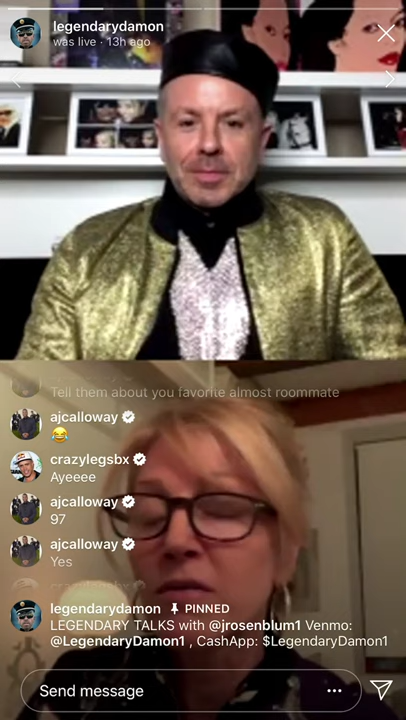 legendarydamon
was live · 13h ago
Tell them about you favorite almost roommate
ajcalloway
😂
crazylegsbx
Ayeeee
ajcalloway
97
ajcalloway
Yes
crazylegsbx
legendarydamon PINNED
LEGENDARY TALKS with @jrosenblum1 Venmo:
@LegendaryDamon1 , CashApp: $LegendaryDamon1
Send message